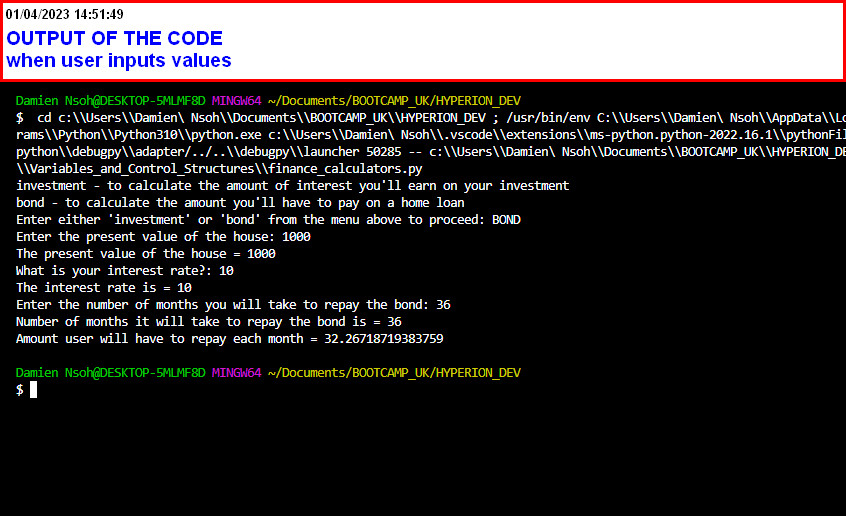 01/04/2023 14:51:49
OUTPUT OF THE CODE
when user inputs values
Damien Nsoh@DESKTOP-5MLMF8D MINGW64 ~/Documents/BOOTCAMP_UK/HYPERION_DEV
$  cd c:\\Users\\Damien\ Nsoh\\Documents\\BOOTCAMP_UK\\HYPERION_DEV ; /usr/bin/env C:\\Users\\Damien\ Nsoh\\AppData\\Lo
rams\\Python\\Python310\\python.exe c:\\Users\\Damien\ Nsoh\\.vscode\\extensions\\ms-python.python-2022.16.1\\pythonFil
python\\debugpy\\adapter/../..\\debugpy\\launcher 50285 -- c:\\Users\\Damien\ Nsoh\\Documents\\BOOTCAMP_UK\\HYPERION_DE
\\Variables_and_Control_Structures\\finance_calculators.py
investment - to calculate the amount of interest you'll earn on your investment
bond - to calculate the amount you'll have to pay on a home loan
Enter either 'investment' or 'bond' from the menu above to proceed: BOND
Enter the present value of the house: 1000
The present value of the house = 1000
What is your interest rate?: 10
The interest rate is = 10
Enter the number of months you will take to repay the bond: 36
Number of months it will take to repay the bond is = 36
Amount user will have to repay each month = 32.26718719383759
Damien Nsoh@DESKTOP-5MLMF8D MINGW64 ~/Documents/BOOTCAMP_UK/HYPERION_DEV
$